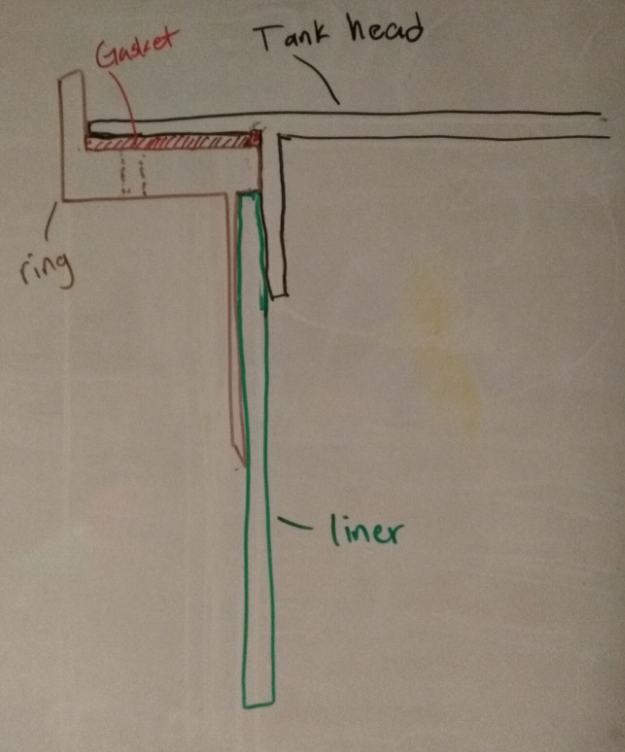 Gasket
Tank head
ring
liner